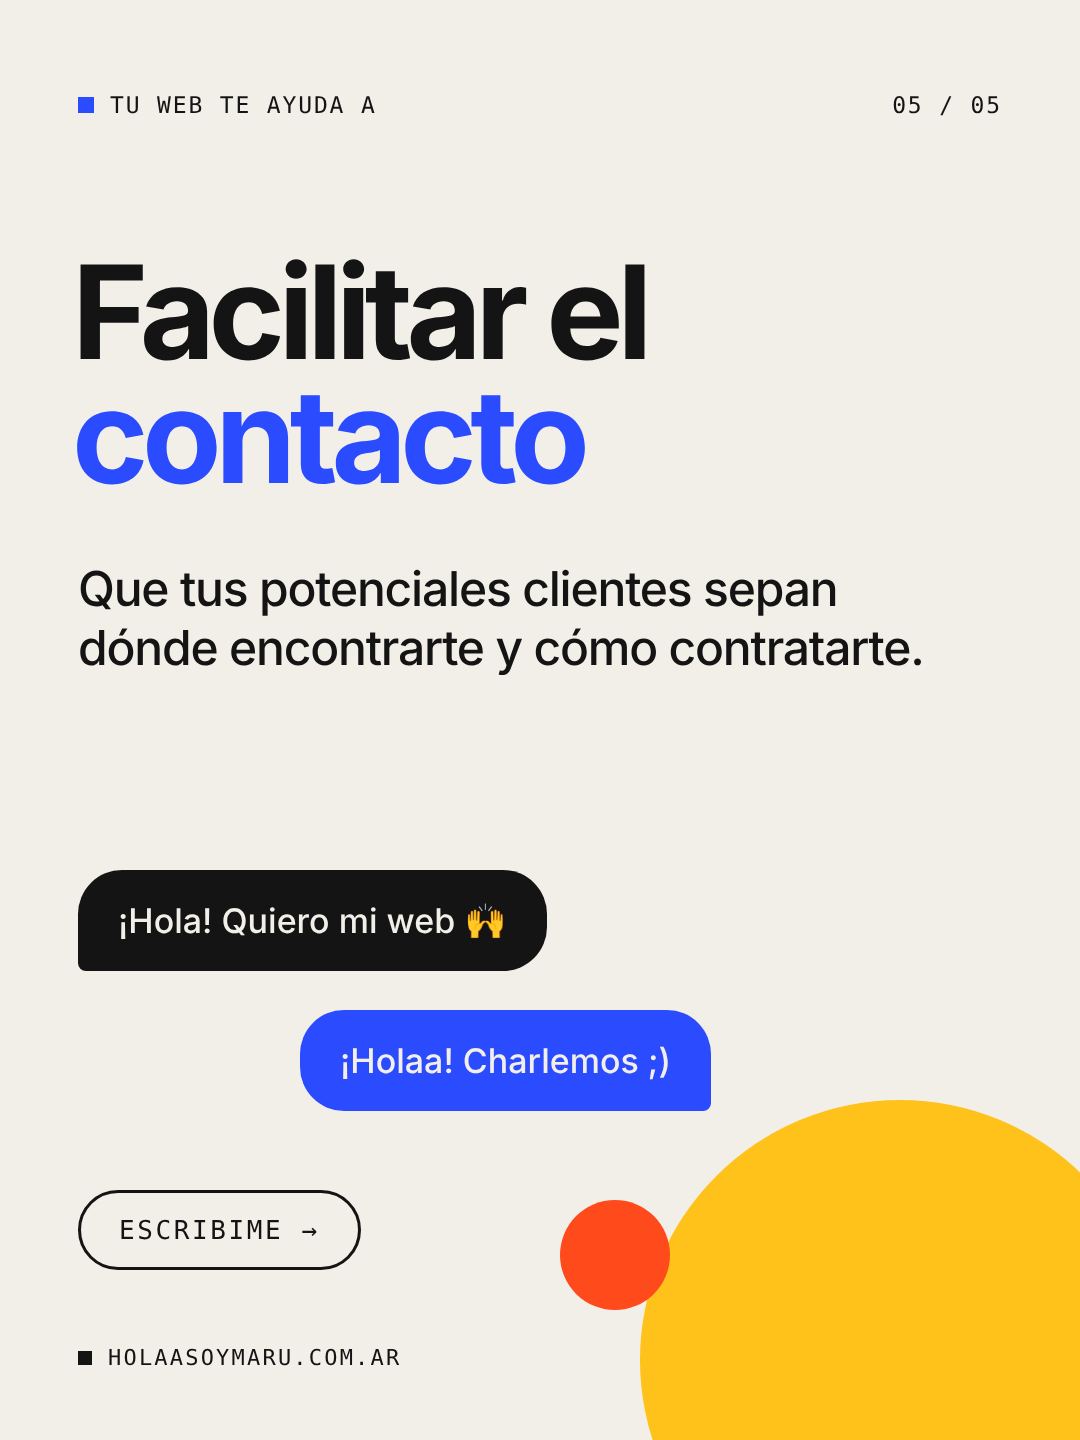 TU WEB TE AYUDA A
05 / 05
Facilitar el
contacto
Que tus potenciales clientes sepan
dónde encontrarte y cómo contratarte.
¡Hola! Quiero mi web 🙌
¡Holaa! Charlemos ;)
ESCRIBIME →
HOLAASOYMARU.COM.AR